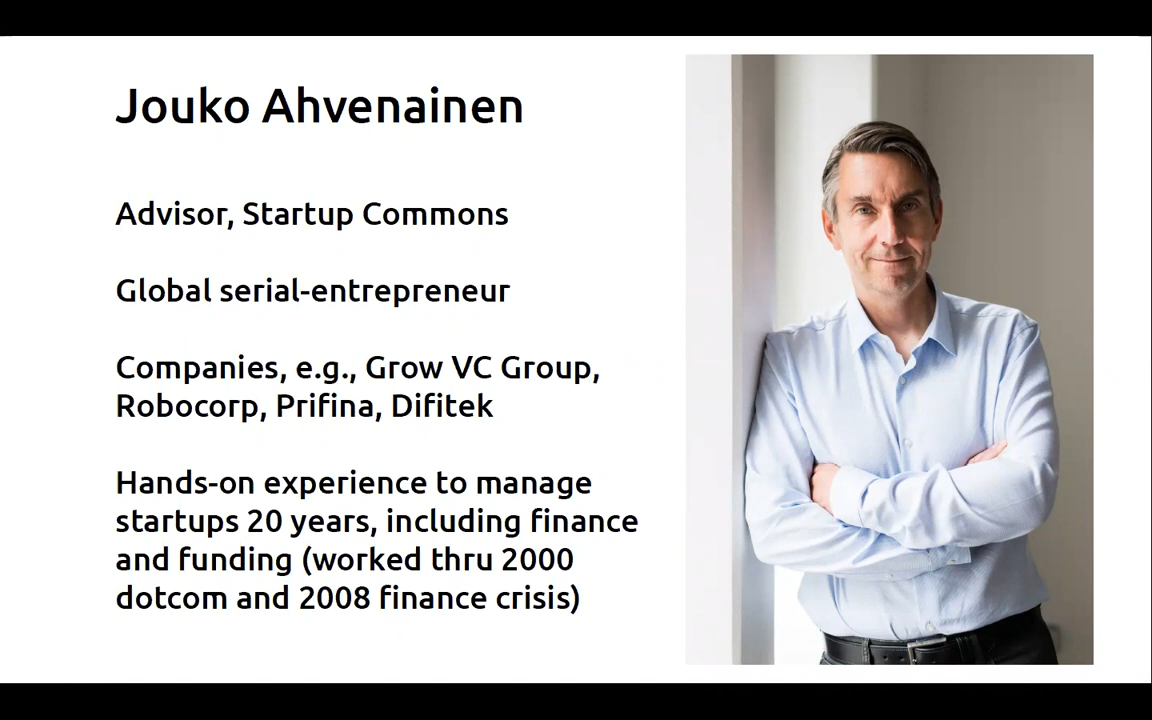 Jouko Ahvenainen
Advisor, Startup Commons
Global serial-entrepreneur
Companies, e.g., Grow VC Group,
Robocorp, Prifina, Difitek
Hands-on experience to manage
startups 20 years, including finance
and funding (worked thru 2000
dotcom and 2008 finance crisis)